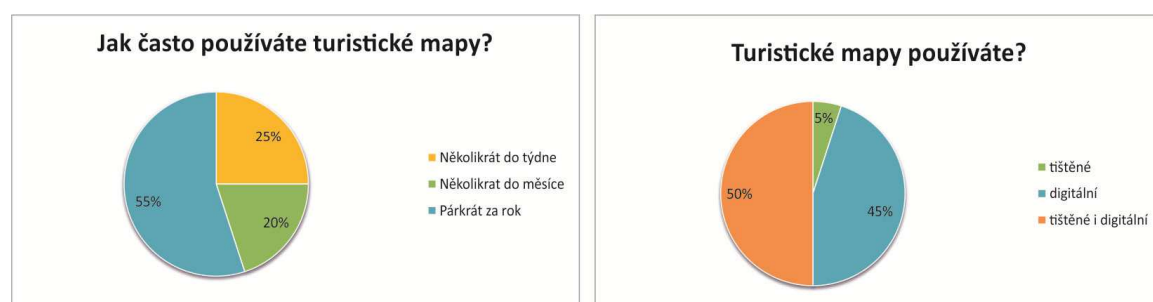 Jak často používáte turistické mapy?
25%
20%
55%
Několikrát do týdne
Několikrat do měsíce
Párkrát za rok
Turistické mapy používáte?
5%
45%
50%
tištěné
digitální
tištěné i digitální